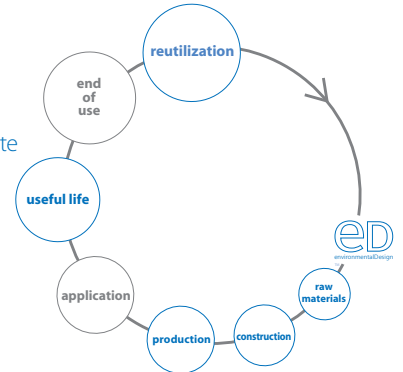 reutilization
end
of
use
te
useful life
eD
environmentalDesign
application
raw
materials
production
construction